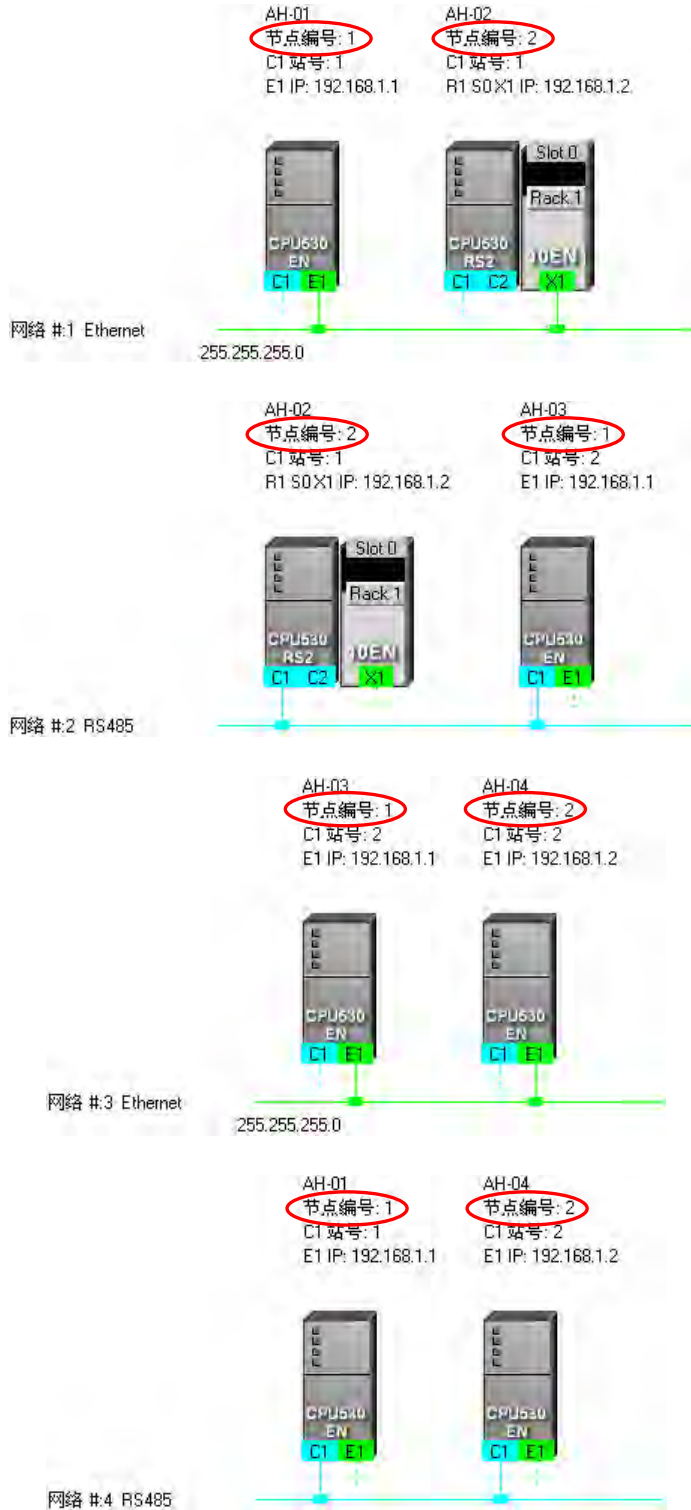 AH-01 AH-02
节点编号: 1 节点编号: 2
C1 站号: 1 C1 站号: 1
E1 IP: 192.168.1.1 R1 S0 X1 IP: 192.168.1.2
Slot 0
Rack 1
CPU530 EN CPU530 RS2 10EN
C1 E1 C1 C2 X1
网络 #:1 Ethernet
255.255.255.0
AH-02 AH-03
节点编号: 2 节点编号: 1
C1 站号: 1 C1 站号: 2
R1 S0 X1 IP: 192.168.1.2 E1 IP: 192.168.1.1
Slot 0
Rack 1
CPU530 RS2 10EN CPU530 EN
C1 C2 X1 C1 E1
网络 #:2 RS485
AH-03 AH-04
节点编号: 1 节点编号: 2
C1 站号: 2 C1 站号: 2
E1 IP: 192.168.1.1 E1 IP: 192.168.1.2
CPU530 EN CPU530 EN
C1 E1 C1 E1
网络 #:3 Ethernet
255.255.255.0
AH-01 AH-04
节点编号: 1 节点编号: 2
C1 站号: 1 C1 站号: 2
E1 IP: 192.168.1.1 E1 IP: 192.168.1.2
CPU530 EN CPU530 EN
C1 E1 C1 E1
网络 #:4 RS485